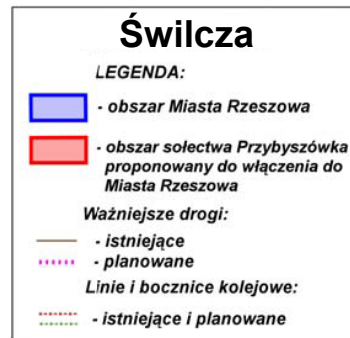 Świlcza
LEGENDA:
- obszar Miasta Rzeszowa
- obszar sołectwa Przybyszówka
proponowany do włączenia do
Miasta Rzeszowa
Ważniejsze drogi:
- istniejące
- planowane
Linie i bocznice kolejowe:
- istniejące i planowane